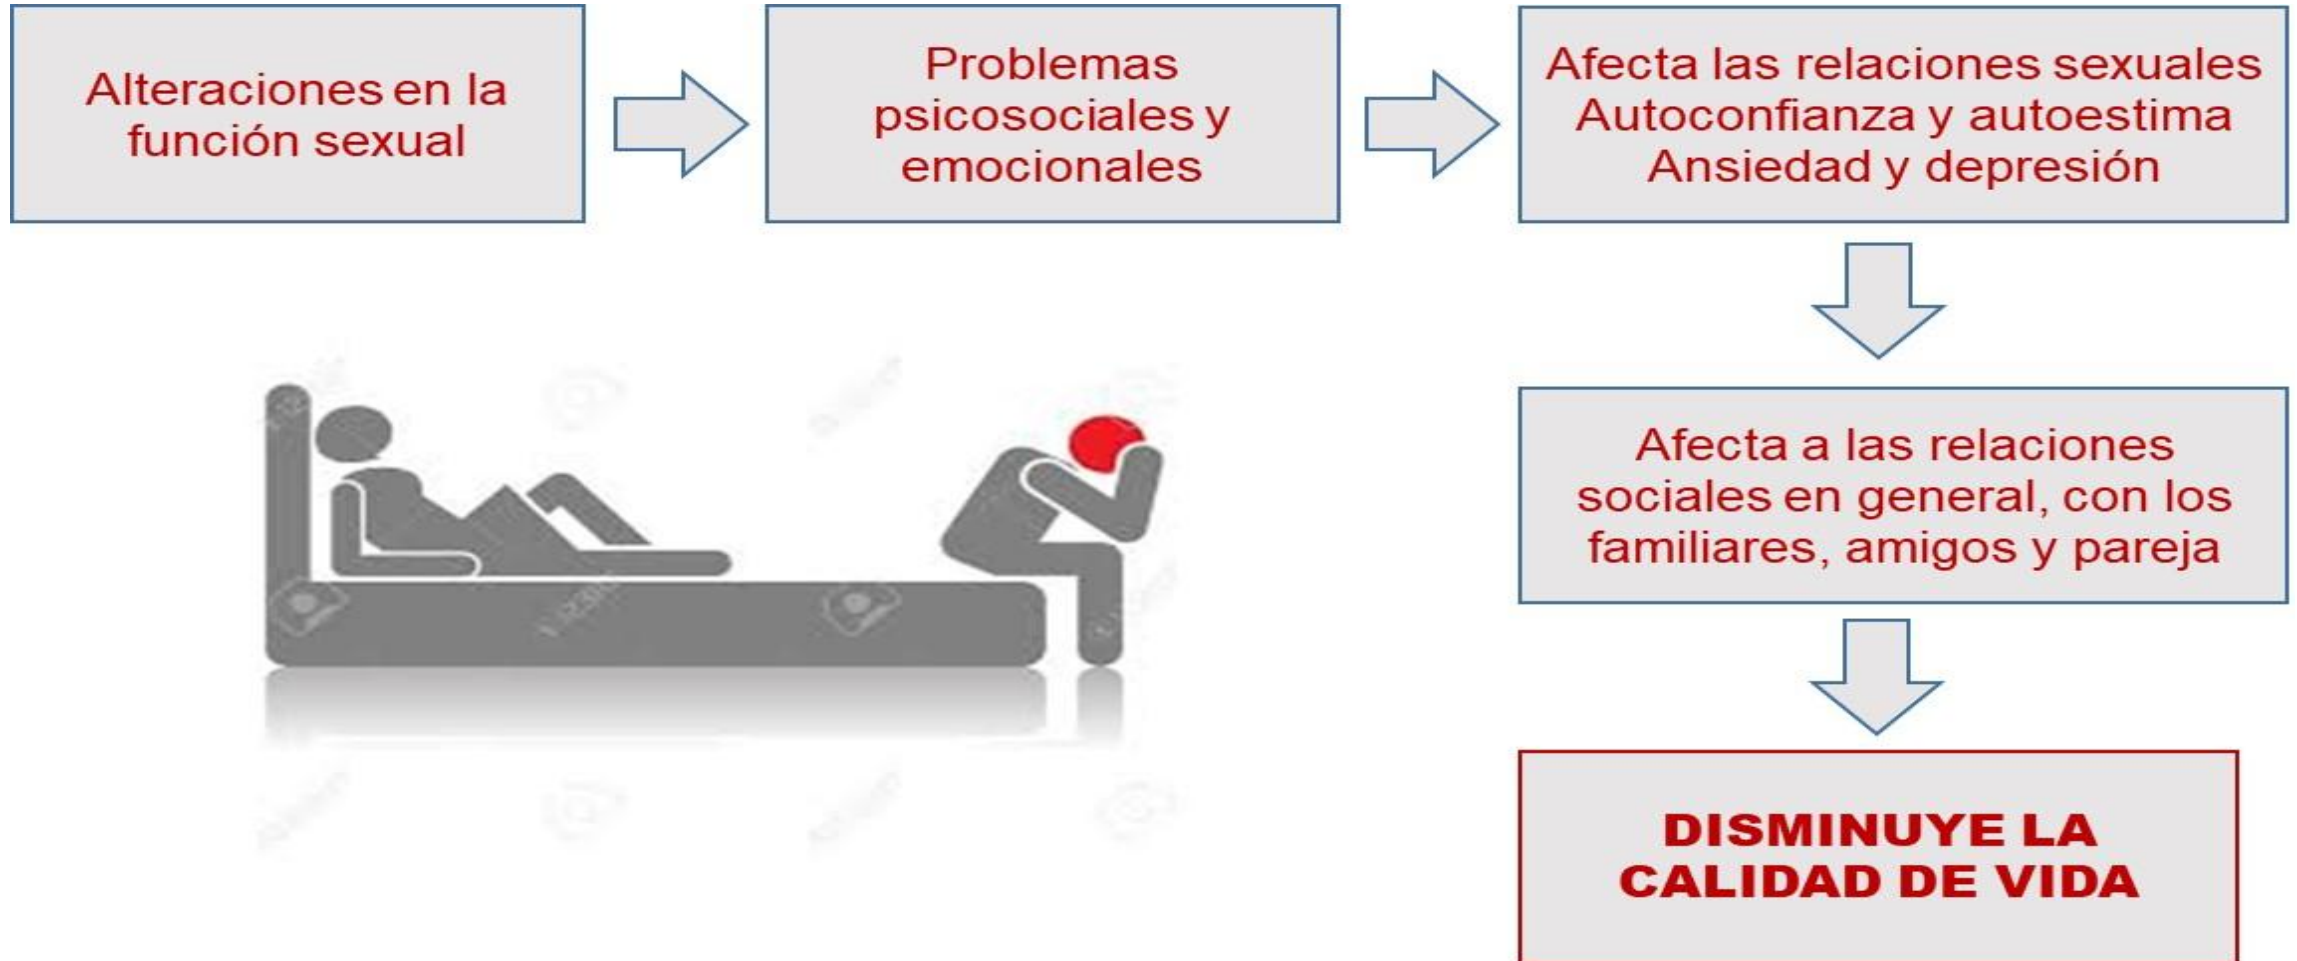 Alteraciones en la
función sexual
Problemas
psicosociales y
emocionales
Afecta las relaciones sexuales
Autoconfianza y autoestima
Ansiedad y depresión
Afecta a las relaciones
sociales en general, con los
familiares, amigos y pareja
DISMINUYE LA
CALIDAD DE VIDA